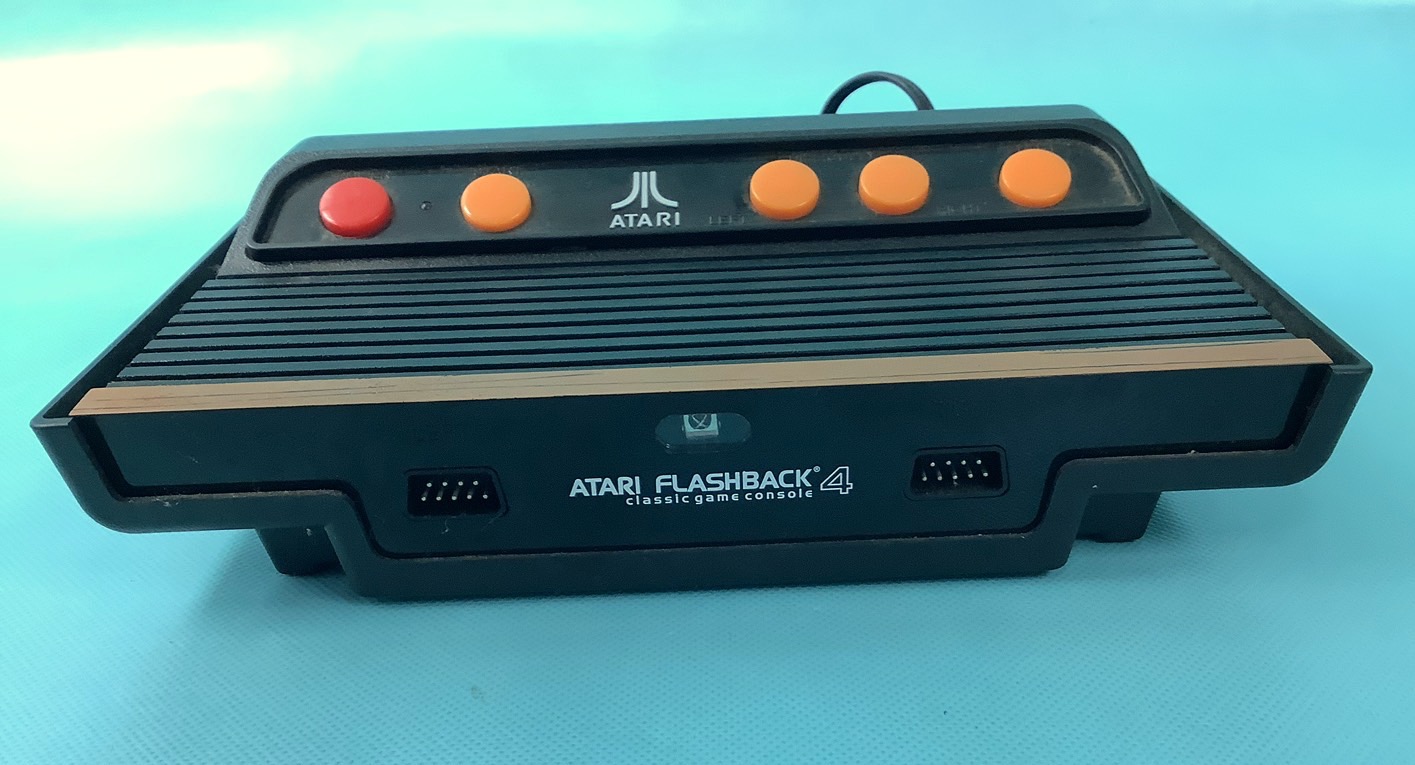 ATARI
ATARI FLASHBACK® 4
classic game console